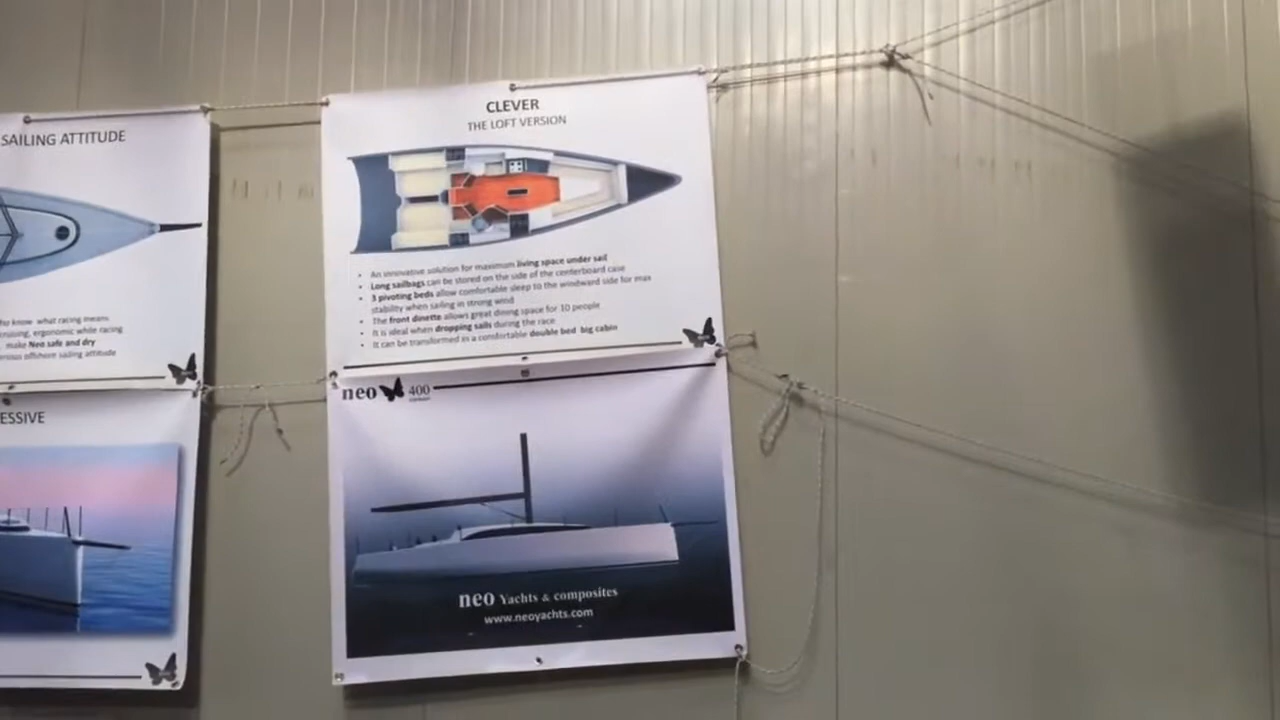 SAILING ATTITUDE
know what racing means
cruising, ergonomic while racing
make Neo safe and dry
offshore sailing attitude
ESSIVE
CLEVER
THE LOFT VERSION
• An innovative solution for maximum living space under sail
• Long sailbags can be stored on the side of the centerboard case
• 3 pivoting beds allow comfortable sleep to the windward side for max
stability when sailing in strong wind
• The front dinette allows great dining space for 10 people
• It is ideal when dropping sails during the race
• It can be transformed in a comfortable double bed big cabin
neo 400
neo Yachts & composites
www.neoyachts.com